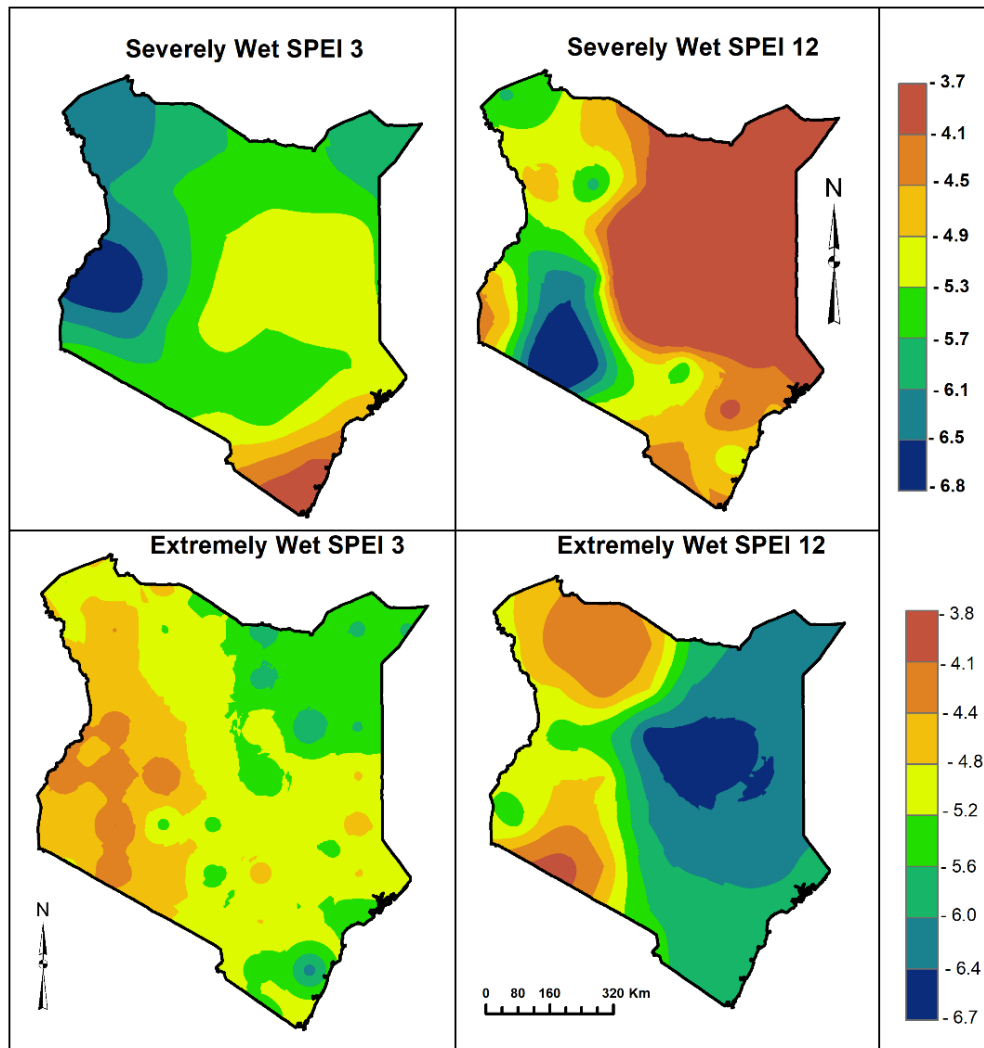 Severely Wet SPEI 3
Severely Wet SPEI 12
- 3.7
- 4.1
- 4.5
- 4.9
- 5.3
- 5.7
- 6.1
- 6.5
- 6.8
N
Extremely Wet SPEI 3
Extremely Wet SPEI 12
- 3.8
- 4.1
- 4.4
- 4.8
- 5.2
- 5.6
- 6.0
- 6.4
- 6.7
N
0 80 160 320 Km